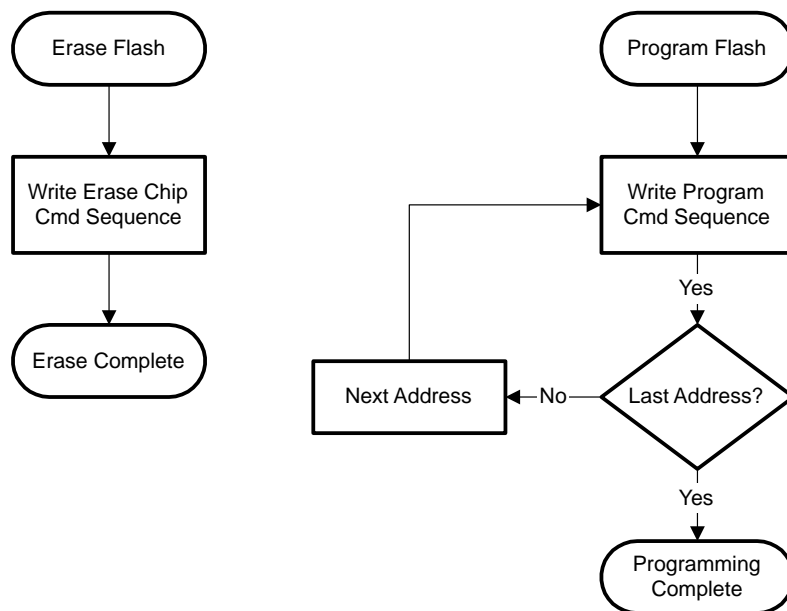 Erase Flash
Write Erase Chip
Cmd Sequence
Erase Complete
Program Flash
Write Program
Cmd Sequence
Yes
Last Address?
No
Next Address
Yes
Programming
Complete